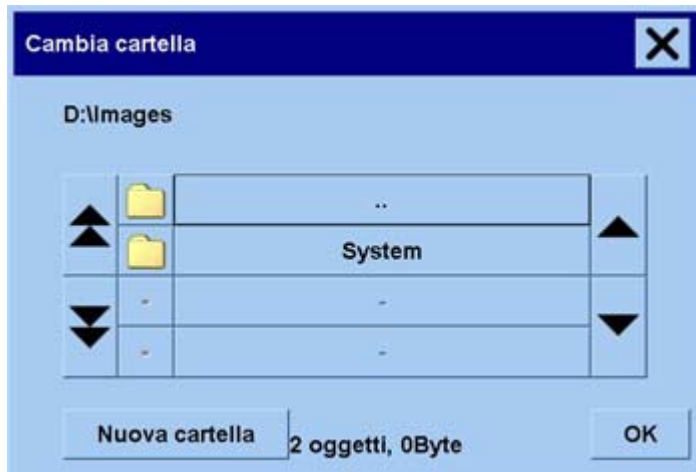 Cambia cartella
D:\Images
..
System
- -
- -
Nuova cartella
2 oggetti, 0Byte
OK